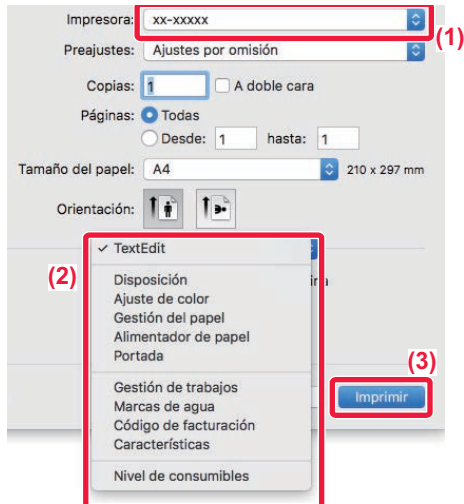 Impresora: xx-xxxxx
(1)
Preajustes: Ajustes por omisión
Copias: 1 A doble cara
Páginas: Todas
Desde: 1 hasta: 1
Tamaño del papel: A4 210 x 297 mm
Orientación:
(2)
✓ TextEdit
Disposición
Ajuste de color
Gestión del papel
Alimentador de papel
Portada
Gestión de trabajos
Marcas de agua
Código de facturación
Características
Nivel de consumibles
(3)
Imprimir